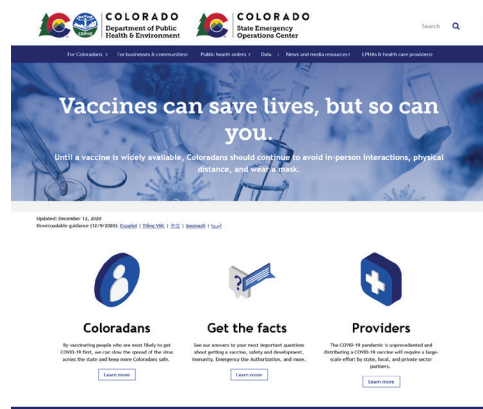 COLORADO
Department of Public
Health & Environment
CDPHE
COLORADO
State Emergency
Operations Center
Search
For Coloradans >
For businesses & communities>
Public health orders >
Data
News and media resources>
LPHAs & health care providers>
Vaccines can save lives, but so can
you.
Until a vaccine is widely available, Coloradans should continue to avoid in-person interactions, physical
distance, and wear a mask.
Updated: December 12, 2020
Downloadable guidance (12/9/2020): Español | Tiếng Việt | 中文 | Soomaali | العربية
?
Coloradans
Get the facts
Providers
By vaccinating people who are most likely to get
COVID-19 first, we can slow the spread of the virus
across the state and keep more Coloradans safe.
Learn more
See our answers to your most important questions
about getting a vaccine, safety and development,
immunity, Emergency Use Authorization, and more.
Learn more
The COVID-19 pandemic is unprecedented and
distributing a COVID-19 vaccine will require a large-
scale effort by state, local, and private sector
partners.
Learn more